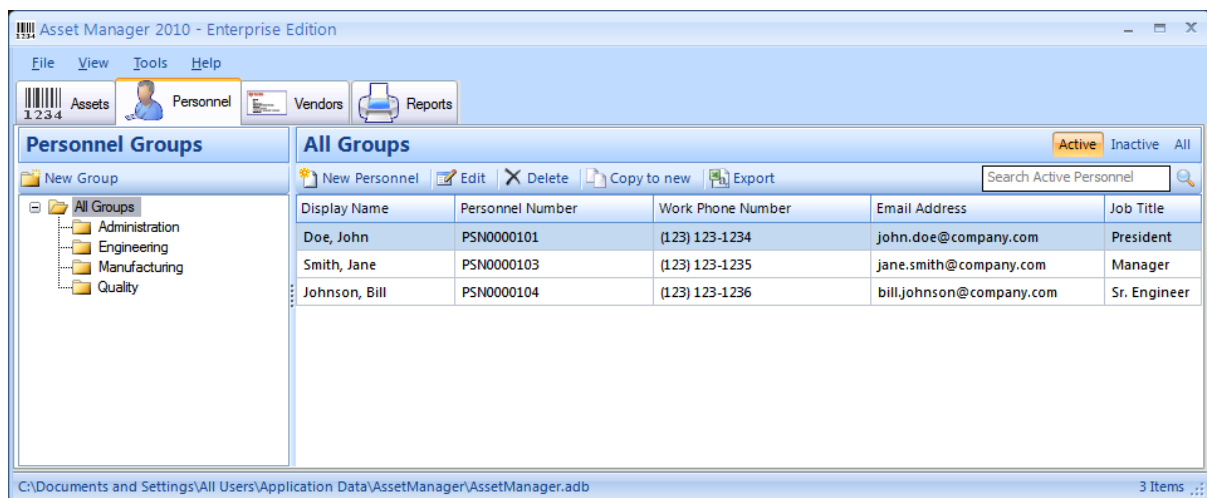 Asset Manager 2010 - Enterprise Edition
File View Tools Help
1234 Assets Personnel Vendors Reports
Personnel Groups
New Group
All Groups
Administration
Engineering
Manufacturing
Quality
All Groups Active Inactive All
New Personnel Edit Delete Copy to new Export Search Active Personnel
Display Name Personnel Number Work Phone Number Email Address Job Title
Doe, John PSN0000101 (123) 123-1234 john.doe@company.com President
Smith, Jane PSN0000103 (123) 123-1235 jane.smith@company.com Manager
Johnson, Bill PSN0000104 (123) 123-1236 bill.johnson@company.com Sr. Engineer
C:\Documents and Settings\All Users\Application Data\AssetManager\AssetManager.adb 3 Items